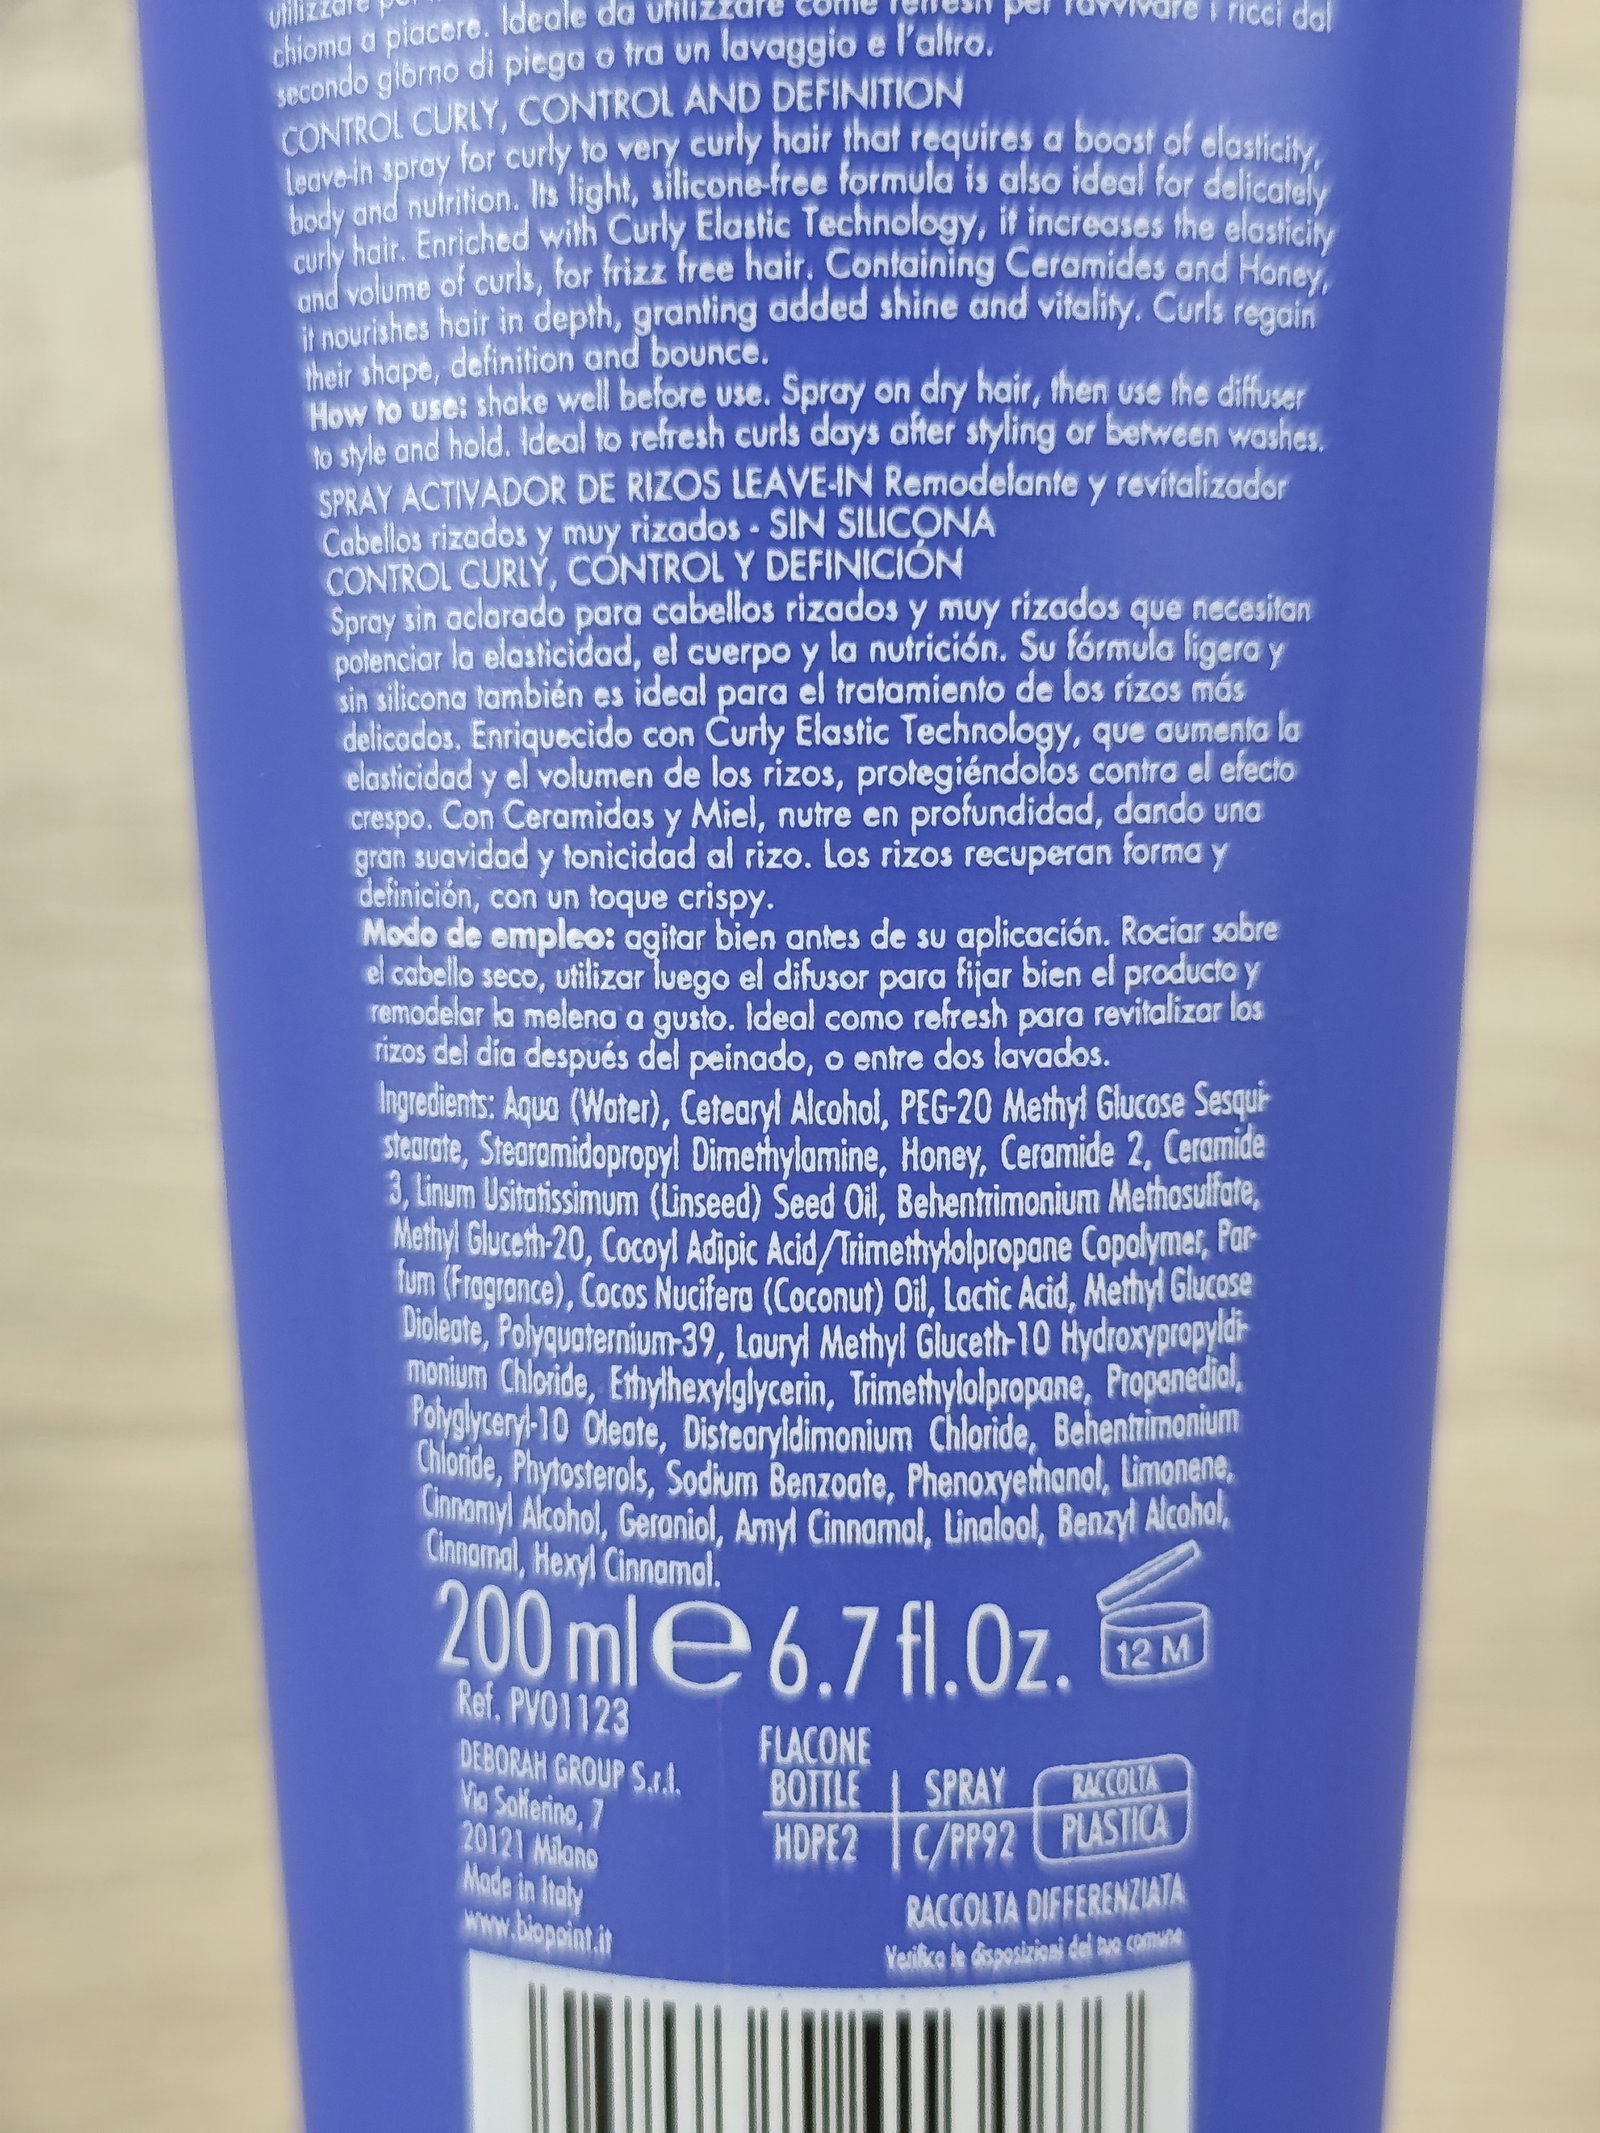 chioma a piacere. Ideale da utilizzare come refresh per ravvivare i ricci dal
secondo giorno di piega o tra un lavaggio e l'altro.
CONTROL CURLY, CONTROL AND DEFINITION
Leave-in spray for curly to very curly hair that requires a boost of elasticity,
body and nutrition. Its light, silicone-free formula is also ideal for delicately
curly hair. Enriched with Curly Elastic Technology, it increases the elasticity
and volume of curls, for frizz free hair. Containing Ceramides and Honey,
it nourishes hair in depth, granting added shine and vitality. Curls regain
their shape, definition and bounce.
How to use: shake well before use. Spray on dry hair, then use the diffuser
to style and hold. Ideal to refresh curls days after styling or between washes.
SPRAY ACTIVADOR DE RIZOS LEAVE-IN Remodelante y revitalizador
Cabellos rizados y muy rizados - SIN SILICONA
CONTROL CURLY, CONTROL Y DEFINICIÓN
Spray sin aclarado para cabellos rizados y muy rizados que necesitan
potenciar la elasticidad, el cuerpo y la nutrición. Su fórmula ligera y
sin silicona también es ideal para el tratamiento de los rizos más
delicados. Enriquecido con Curly Elastic Technology, que aumenta la
elasticidad y el volumen de los rizos, protegiéndolos contra el efecto
crespo. Con Ceramidas y Miel, nutre en profundidad, dando una
gran suavidad y tonicidad al rizo. Los rizos recuperan forma y
definición, con un toque crispy.
Modo de empleo: agitar bien antes de su aplicación. Rociar sobre
el cabello seco, utilizar luego el difusor para fijar bien el producto y
remodelar la melena a gusto. Ideal como refresh para revitalizar los
rizos del día después del peinado, o entre dos lavados.
Ingredients: Aqua (Water), Cetearyl Alcohol, PEG-20 Methyl Glucose Sesqui-
stearate, Stearamidopropyl Dimethylamine, Honey, Ceramide 2, Ceramide
3, Linum Usitatissimum (Linseed) Seed Oil, Behentrimonium Methosulfate,
Methyl Gluceth-20, Cocoyl Adipic Acid/Trimethylolpropane Copolymer, Par-
fum (Fragrance), Cocos Nucifera (Coconut) Oil, Lactic Acid, Methyl Glucose
Dioleate, Polyquaternium-39, Lauryl Methyl Gluceth-10 Hydroxypropyldi-
monium Chloride, Ethylhexylglycerin, Trimethylolpropane, Propanediol,
Polyglyceryl-10 Oleate, Distearyldimonium Chloride, Behentrimonium
Chloride, Phytosterols, Sodium Benzoate, Phenoxyethanol, Limonene,
Cinnamyl Alcohol, Geraniol, Amyl Cinnamal, Linalool, Benzyl Alcohol,
Cinnamal, Hexyl Cinnamal.
200 ml e 6.7 fl.Oz. 12 M
Ref. PV01123
DEBORAH GROUP S.r.l.
Via Solferino, 7
20121 Milano
Made in Italy
www.biopoint.it
FLACONE
BOTTLE | SPRAY
HDPE2 | C/PP92
RACCOLTA
PLASTICA
RACCOLTA DIFFERENZIATA
Verifica le disposizioni del tuo comune